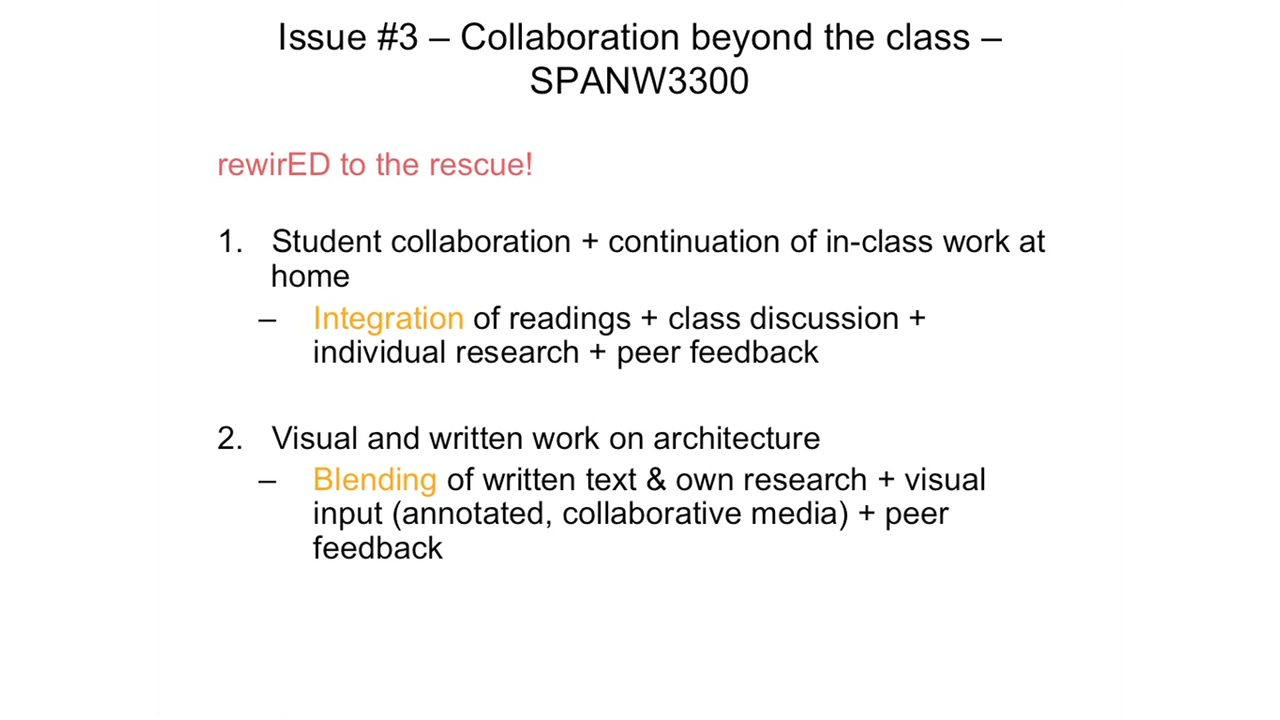 Issue #3 – Collaboration beyond the class –
SPANW3300
rewirED to the rescue!
1. Student collaboration + continuation of in-class work at
home
– Integration of readings + class discussion +
individual research + peer feedback
2. Visual and written work on architecture
– Blending of written text & own research + visual
input (annotated, collaborative media) + peer
feedback